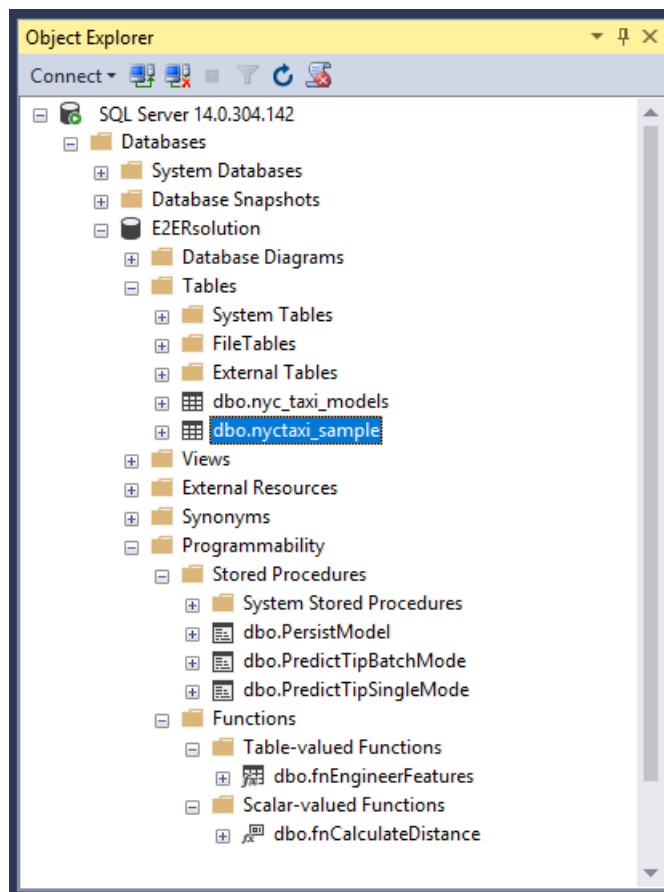 Object Explorer
Connect
SQL Server 14.0.304.142
Databases
System Databases
Database Snapshots
E2ERsolution
Database Diagrams
Tables
System Tables
FileTables
External Tables
dbo.nyc_taxi_models
dbo.nyctaxi_sample
Views
External Resources
Synonyms
Programmability
Stored Procedures
System Stored Procedures
dbo.PersistModel
dbo.PredictTipBatchMode
dbo.PredictTipSingleMode
Functions
Table-valued Functions
dbo.fnEngineerFeatures
Scalar-valued Functions
dbo.fnCalculateDistance